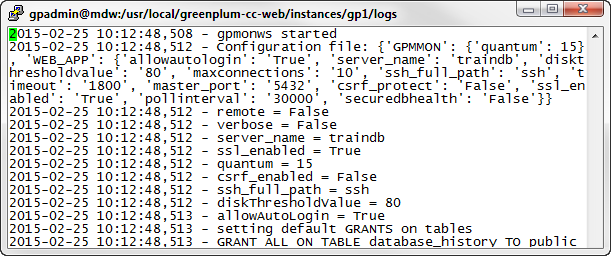 gpadmin@mdw:/usr/local/greenplum-cc-web/instances/gp1/logs
2015-02-25 10:12:48,508 - gpmonws started
2015-02-25 10:12:48,512 - Configuration file: {'GPMMON': {'quantum': 15}
, 'WEB_APP': {'allowautologin': 'True', 'server_name': 'traindb', 'diskt
hresholdvalue': '80', 'maxconnections': '10', 'ssh_full_path': 'ssh', 't
imeout': '1800', 'master_port': '5432', 'csrf_protect': 'False', 'ssl_en
abled': 'True', 'pollinterval': '30000', 'securedbhealth': 'False'}}
2015-02-25 10:12:48,512 - remote = False
2015-02-25 10:12:48,512 - verbose = False
2015-02-25 10:12:48,512 - server_name = traindb
2015-02-25 10:12:48,512 - ssl_enabled = True
2015-02-25 10:12:48,512 - quantum = 15
2015-02-25 10:12:48,512 - csrf_enabled = False
2015-02-25 10:12:48,512 - ssh_full_path = ssh
2015-02-25 10:12:48,512 - diskThresholdValue = 80
2015-02-25 10:12:48,513 - allowAutoLogin = True
2015-02-25 10:12:48,513 - setting default GRANTS on tables
2015-02-25 10:12:48,513 - GRANT ALL ON TABLE database_history TO public